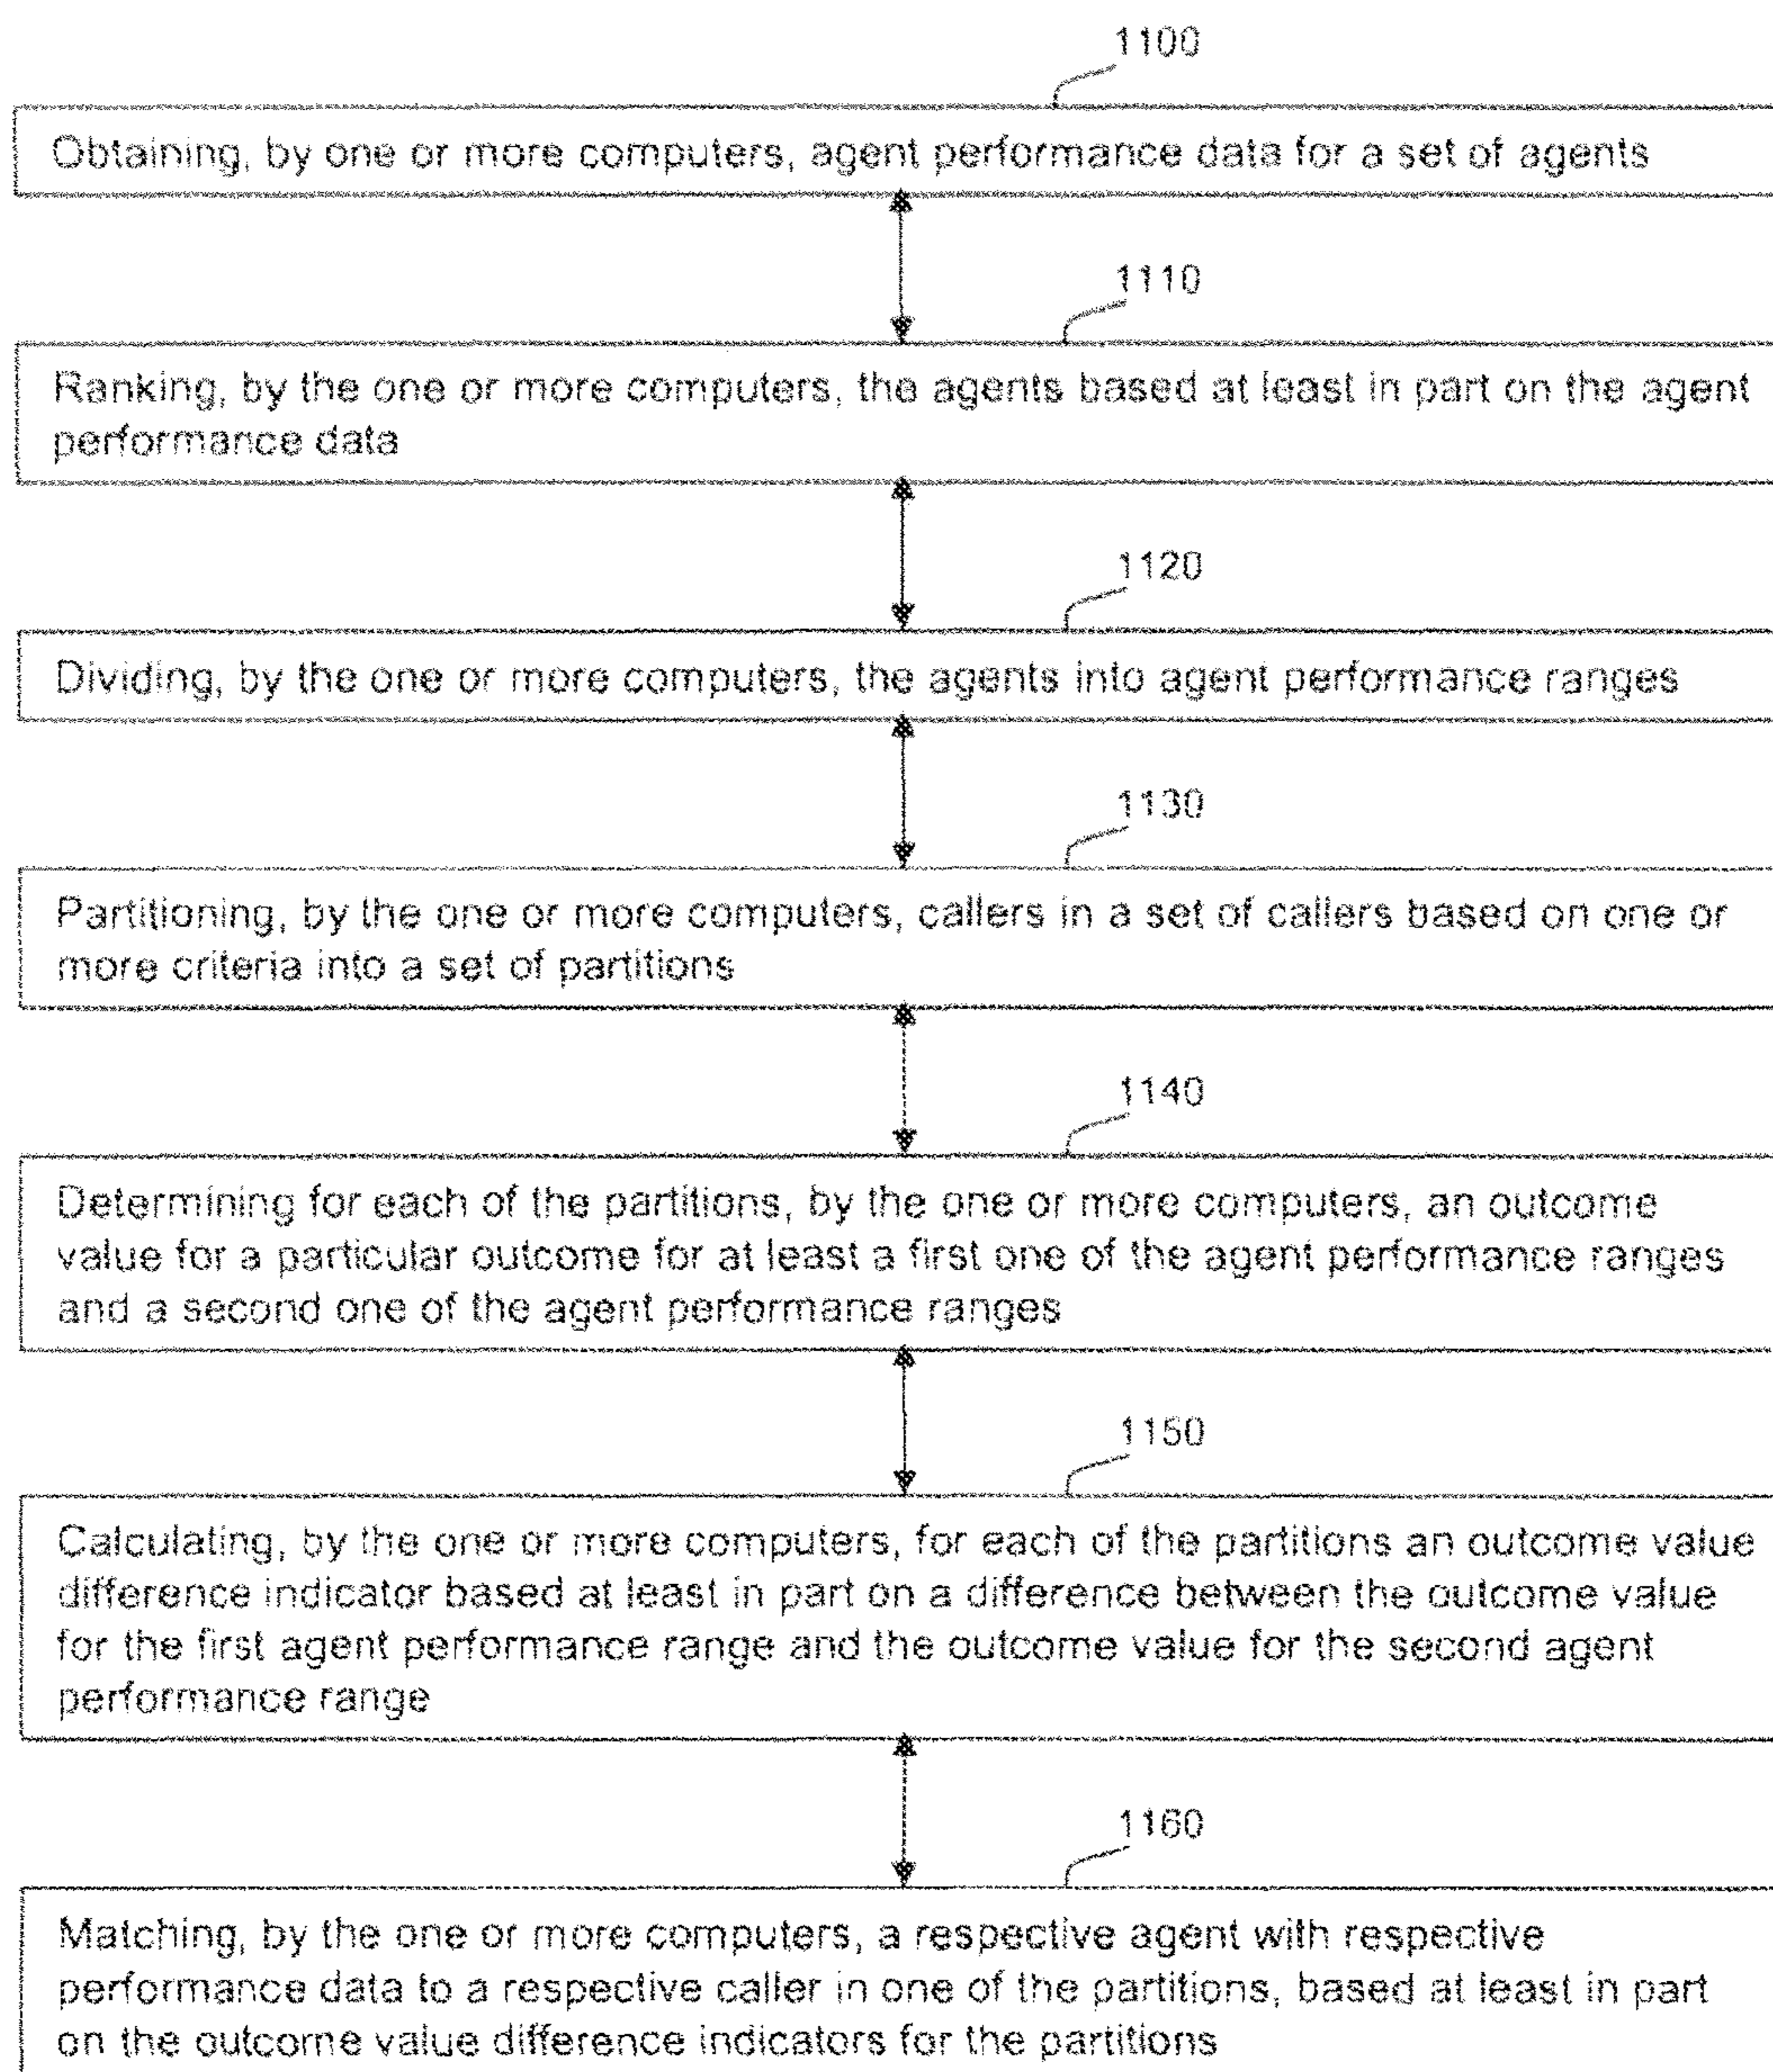 1100
Obtaining, by one or more computers, agent performance data for a set of agents
1110
Ranking, by the one or more computers, the agents based at least in part on the agent
performance data
1120
Dividing, by the one or more computers, the agents into agent performance ranges
1130
Partitioning, by the one or more computers, callers in a set of callers based on one or
more criteria into a set of partitions
1140
Determining for each of the partitions, by the one or more computers, an outcome
value for a particular outcome for at least a first one of the agent performance ranges
and a second one of the agent performance ranges
1150
Calculating, by the one or more computers, for each of the partitions an outcome value
difference indicator based at least in part on a difference between the outcome value
for the first agent performance range and the outcome value for the second agent
performance range
1160
Matching, by the one or more computers, a respective agent with respective
performance data to a respective caller in one of the partitions, based at least in part
on the outcome value difference indicators for the partitions